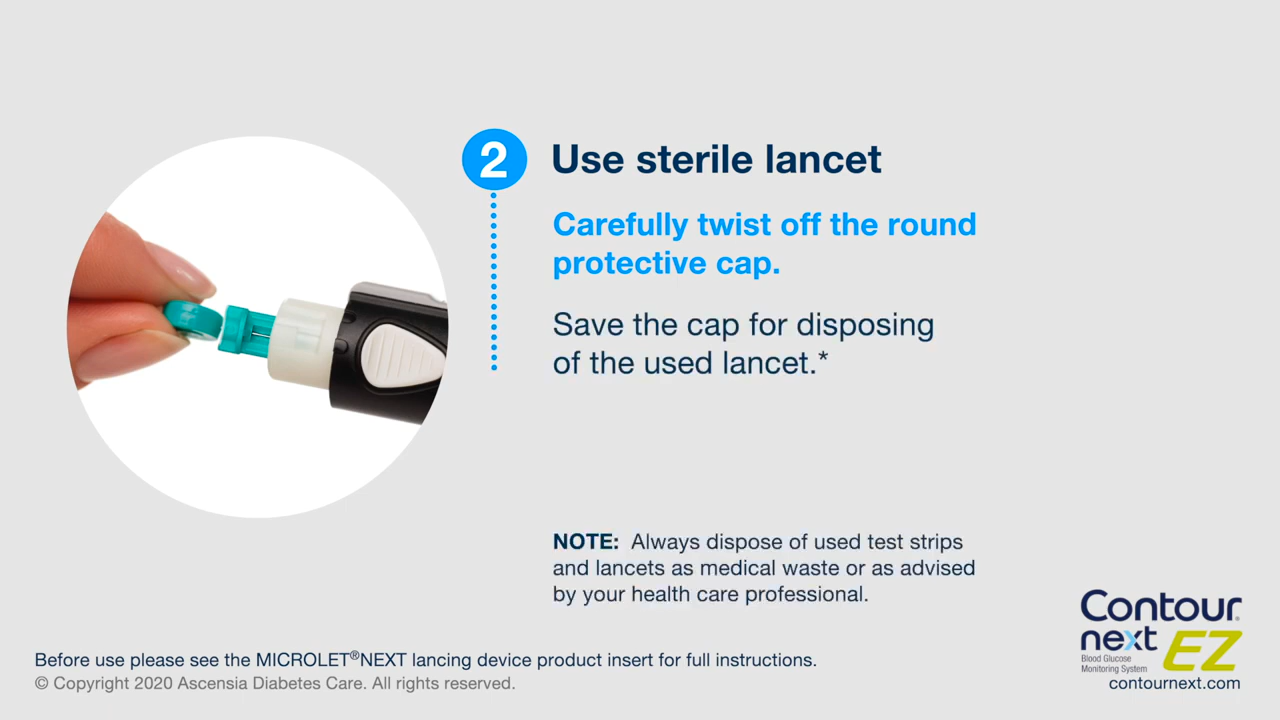 2
Use sterile lancet
Carefully twist off the round
protective cap.
Save the cap for disposing
of the used lancet.*
NOTE: Always dispose of used test strips
and lancets as medical waste or as advised
by your health care professional.
Before use please see the MICROLET®NEXT lancing device product insert for full instructions.
© Copyright 2020 Ascensia Diabetes Care. All rights reserved.
Contour®
next EZ
Blood Glucose
Monitoring System
contournext.com